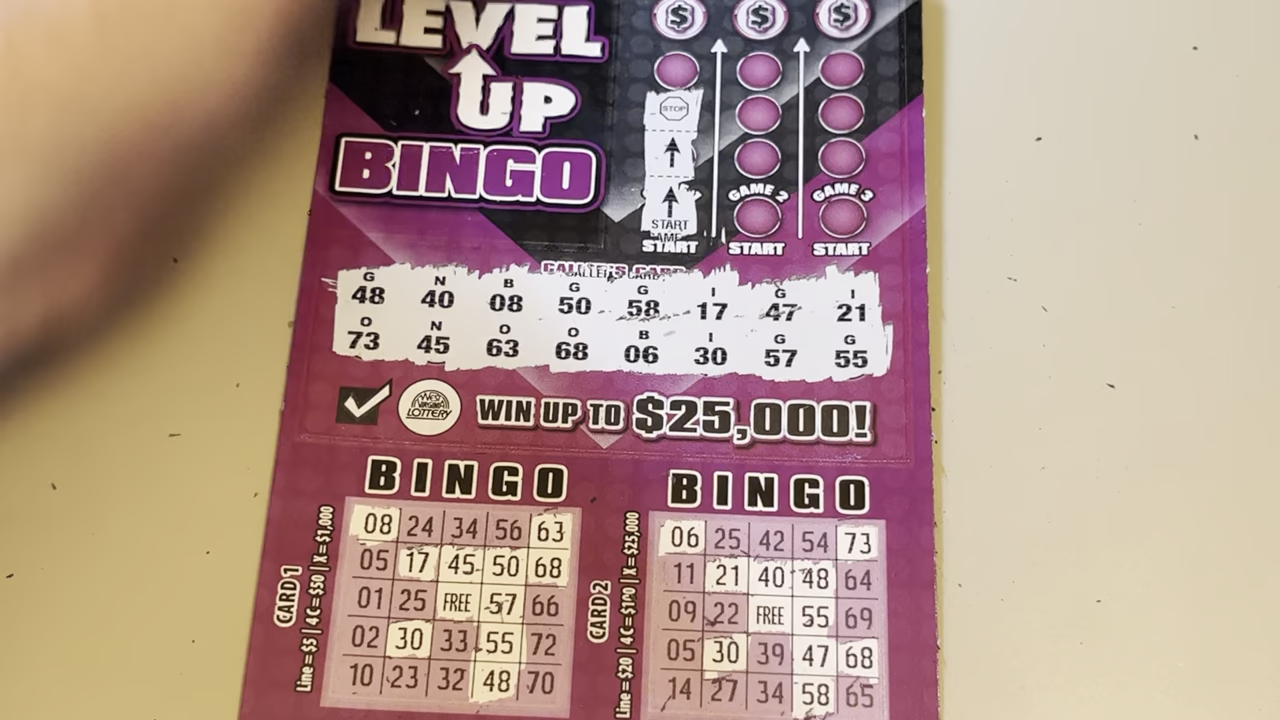 LEVEL
UP
BINGO
$ $ $
STOP
START
GAME 2 GAME 3
START START START
CALLER'S CARD
G N B G G I G I
48 40 08 50 58 17 47 21
O N O O B I G G
73 45 63 68 06 30 57 55
WEST VIRGINIA LOTTERY
WIN UP TO $25,000!
BINGO
CARD 1
Line = $5 | 4C = $50 | X = $1,000
08 24 34 56 63
05 17 45 50 68
01 25 FREE 57 66
02 30 33 55 72
10 23 32 48 70
BINGO
CARD 2
Line = $20 | 4C = $100 | X = $25,000
06 25 42 54 73
11 21 40 48 64
09 22 FREE 55 69
05 30 39 47 68
14 27 34 58 65